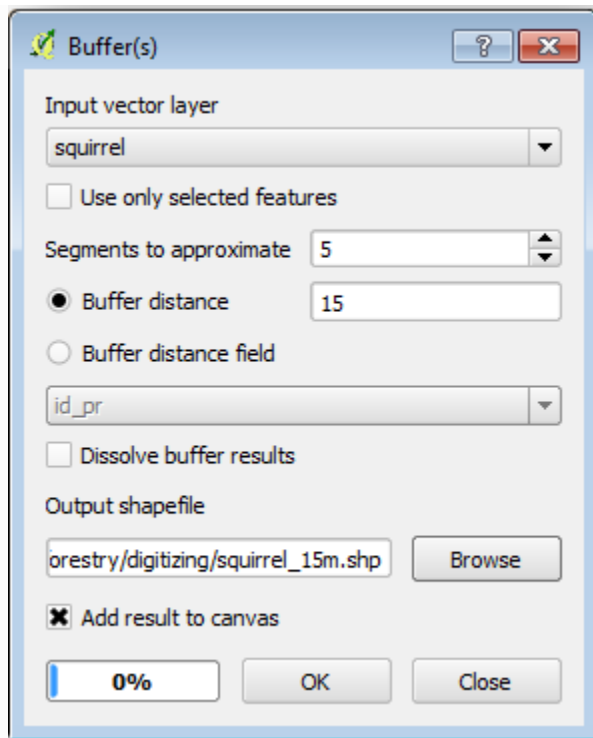 Buffer(s)
Input vector layer
squirrel
Use only selected features
Segments to approximate 5
Buffer distance 15
Buffer distance field
id_pr
Dissolve buffer results
Output shapefile
orestry/digitizing/squirrel_15m.shp Browse
Add result to canvas
0% OK Close